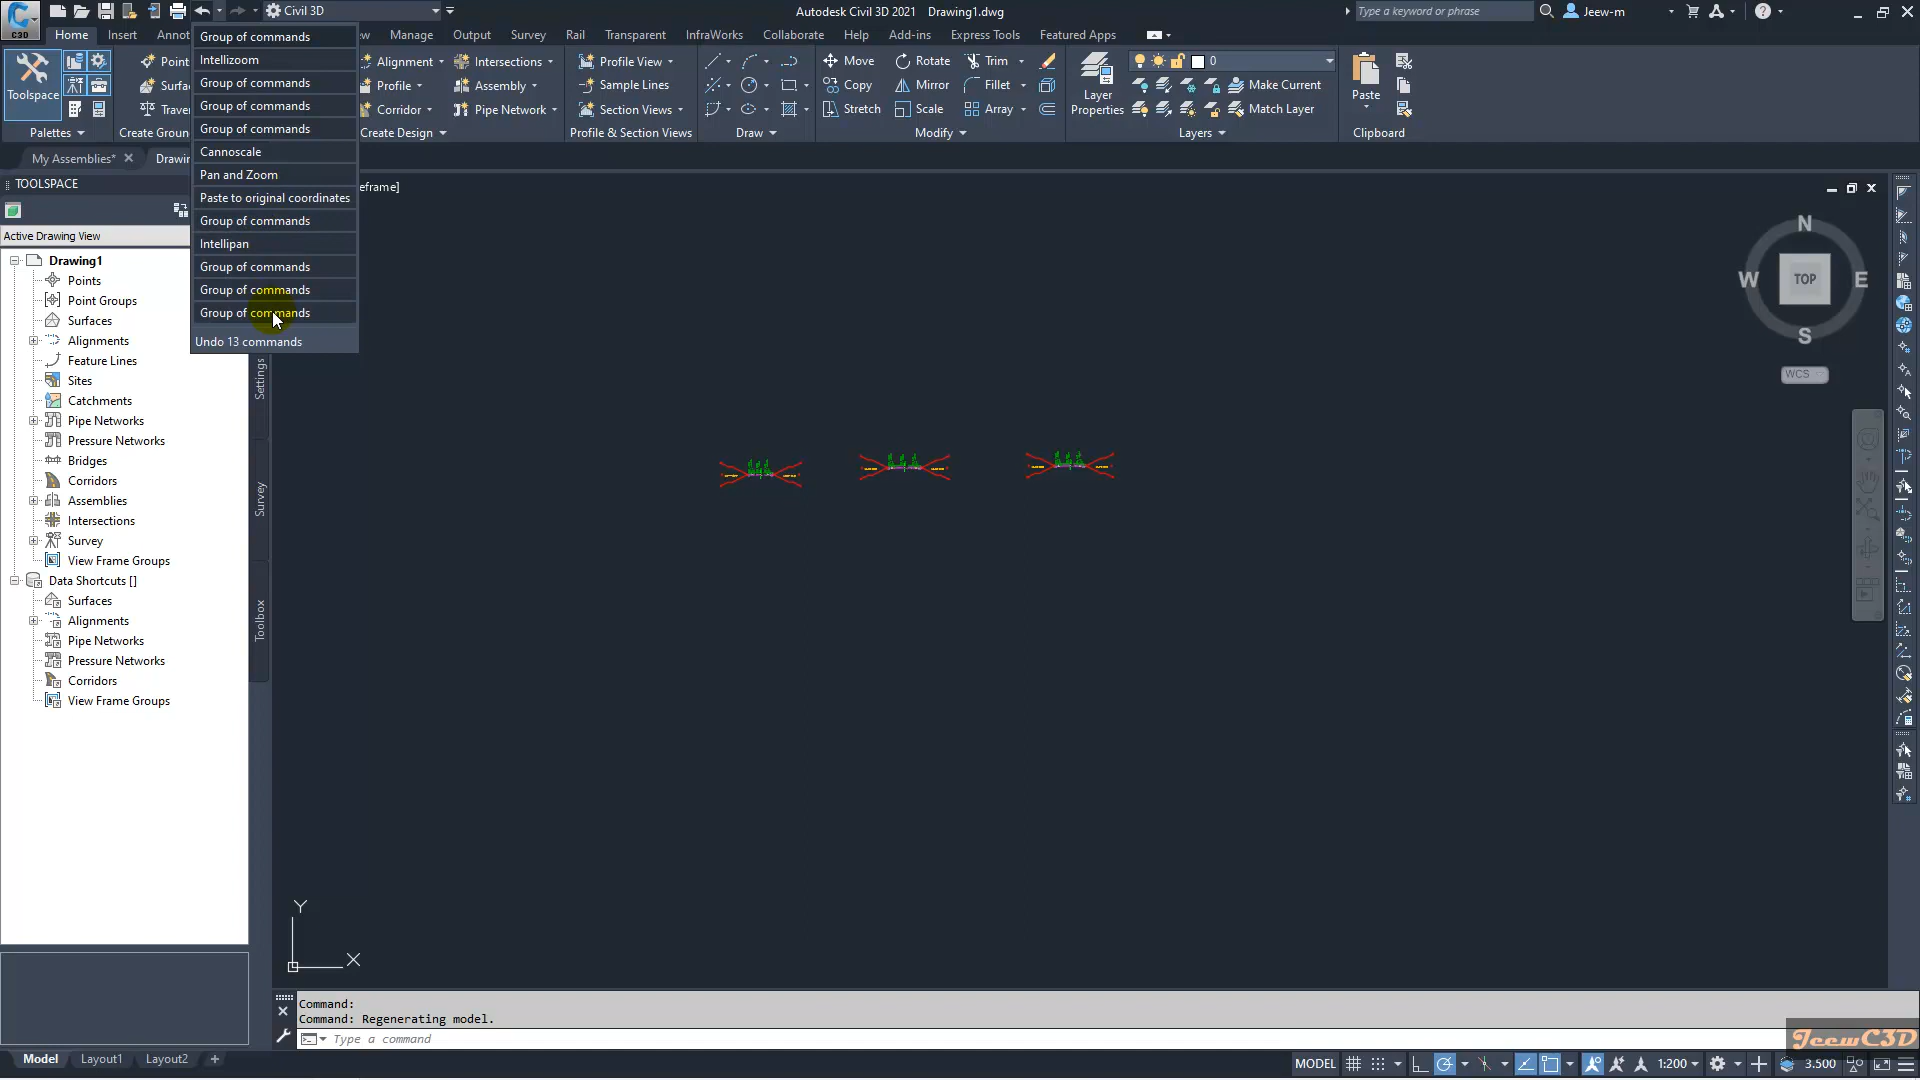 Civil 3D
Autodesk Civil 3D 2021 Drawing1.dwg
Type a keyword or phrase
Jeew-m
C3D
Home
Insert
Annot
Manage
Output
Survey
Rail
Transparent
InfraWorks
Collaborate
Help
Add-ins
Express Tools
Featured Apps
Toolspace
Palettes
Point
Surfa
Traver
Create Groun
Alignment
Profile
Corridor
Intersections
Assembly
Pipe Network
Create Design
Profile View
Sample Lines
Section Views
Profile & Section Views
Draw
Move
Copy
Stretch
Rotate
Mirror
Scale
Trim
Fillet
Array
Modify
Layer
Properties
0
Make Current
Match Layer
Layers
Paste
Clipboard
Group of commands
Intellizoom
Group of commands
Group of commands
Group of commands
Cannoscale
Pan and Zoom
Paste to original coordinates
Group of commands
Intellipan
Group of commands
Group of commands
Group of commands
Undo 13 commands
My Assemblies*
Drawin
TOOLSPACE
Active Drawing View
Drawing1
Points
Point Groups
Surfaces
Alignments
Feature Lines
Sites
Catchments
Pipe Networks
Pressure Networks
Bridges
Corridors
Assemblies
Intersections
Survey
View Frame Groups
Data Shortcuts []
Surfaces
Alignments
Pipe Networks
Pressure Networks
Corridors
View Frame Groups
Settings
Survey
Toolbox
eframe]
N
W
TOP
E
S
WCS
Y
X
Command:
Command: Regenerating model.
Type a command
JeewC3D
Model
Layout1
Layout2
MODEL
1:200
3.500